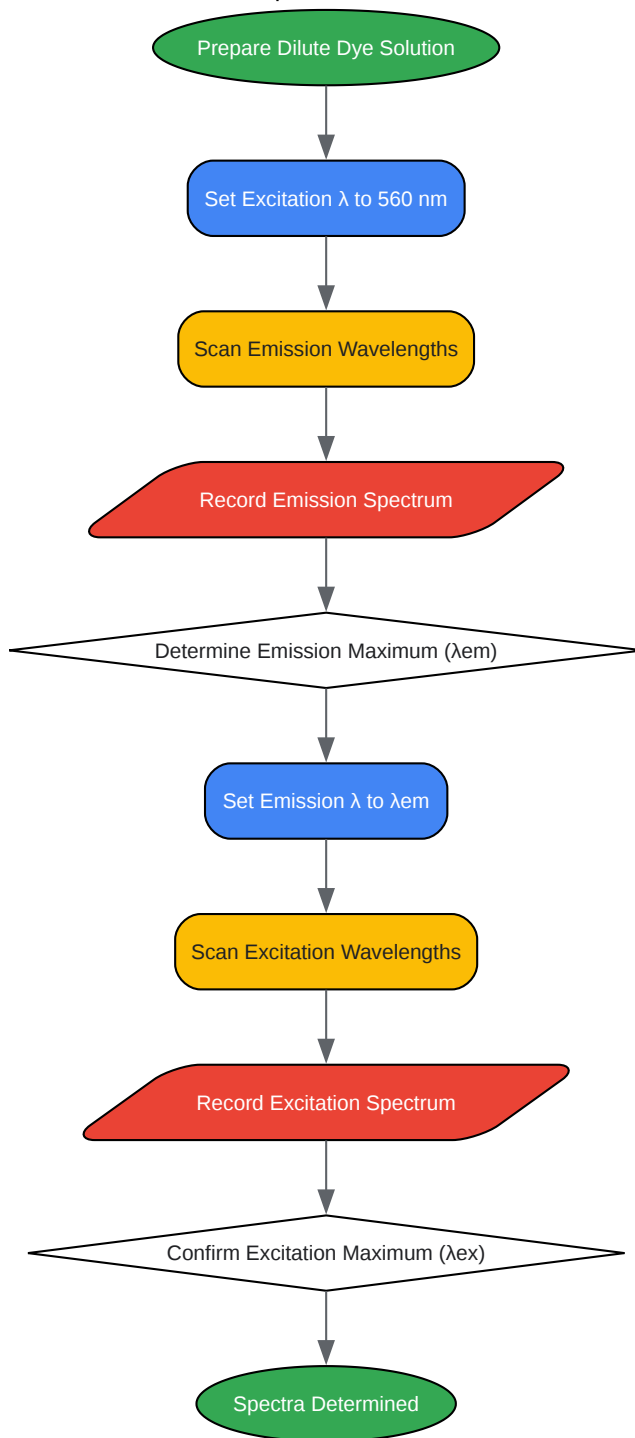 Prepare Dilute Dye Solution
Set Excitation λ to 560 nm
Scan Emission Wavelengths
Record Emission Spectrum
Determine Emission Maximum (λem)
Set Emission λ to λem
Scan Excitation Wavelengths
Record Excitation Spectrum
Confirm Excitation Maximum (λex)
Spectra Determined